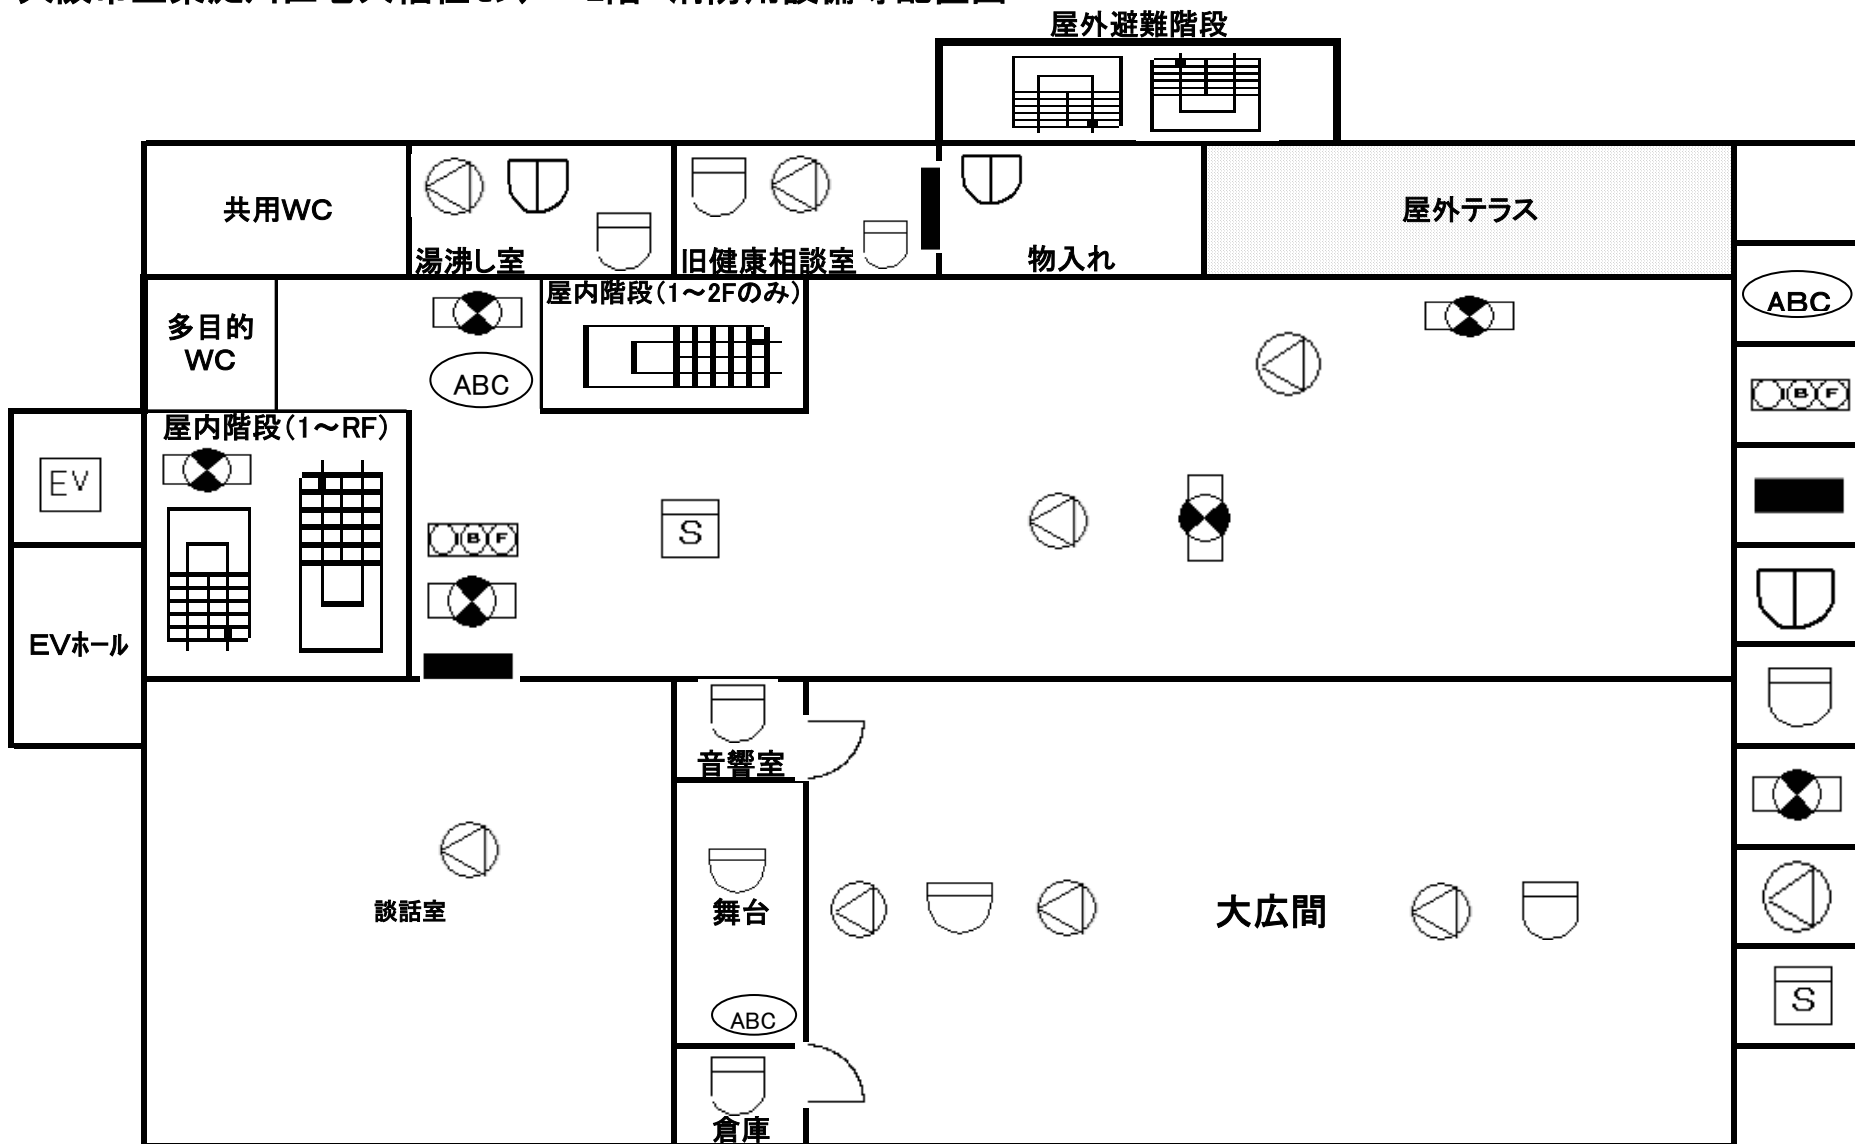 屋外避難階段
共用WC
湯沸し室
旧健康相談室
物入れ
屋外テラス
多目的
WC
屋内階段(1～2Fのみ)
ABC
ABC
屋内階段(1～RF)
EV
B F
B F
S
EVホール
音響室
談話室
舞台
大広間
ABC
S
倉庫